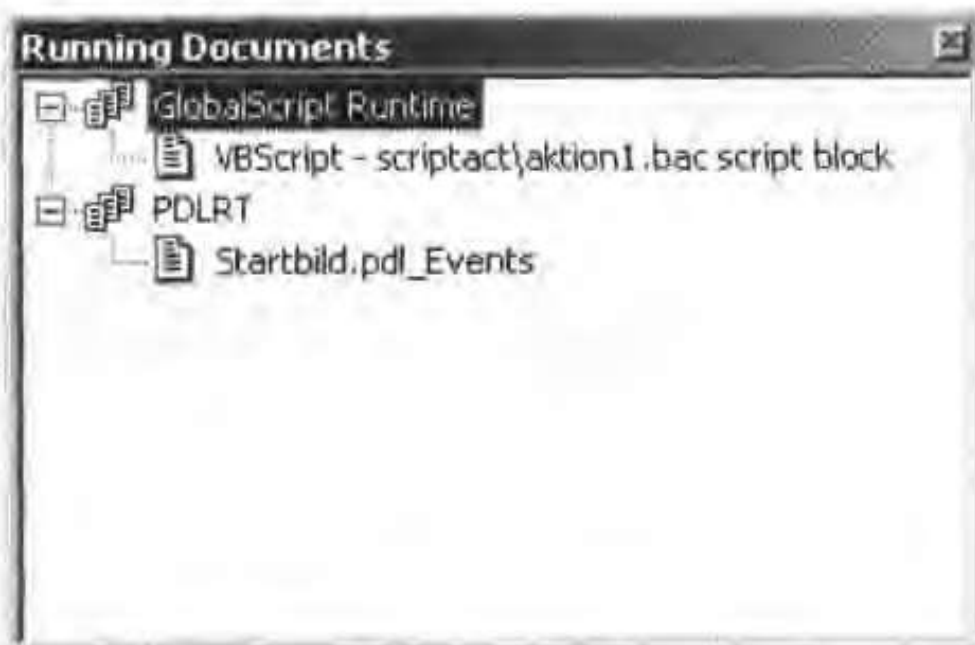 Running Documents
GlobalScript Runtime
VBScript - scriptact\aktion1.bac script block
PDLRT
Startbild.pdl_Events